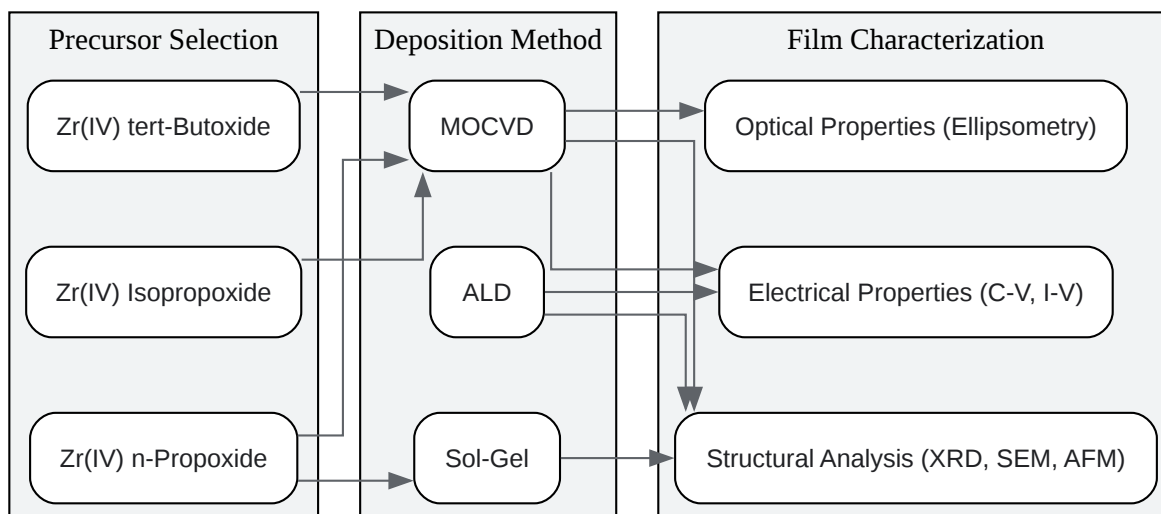 Precursor Selection
Deposition Method
Film Characterization
Zr(IV) tert-Butoxide
MOCVD
Optical Properties (Ellipsometry)
Zr(IV) Isopropoxide
ALD
Electrical Properties (C-V, I-V)
Zr(IV) n-Propoxide
Sol-Gel
Structural Analysis (XRD, SEM, AFM)